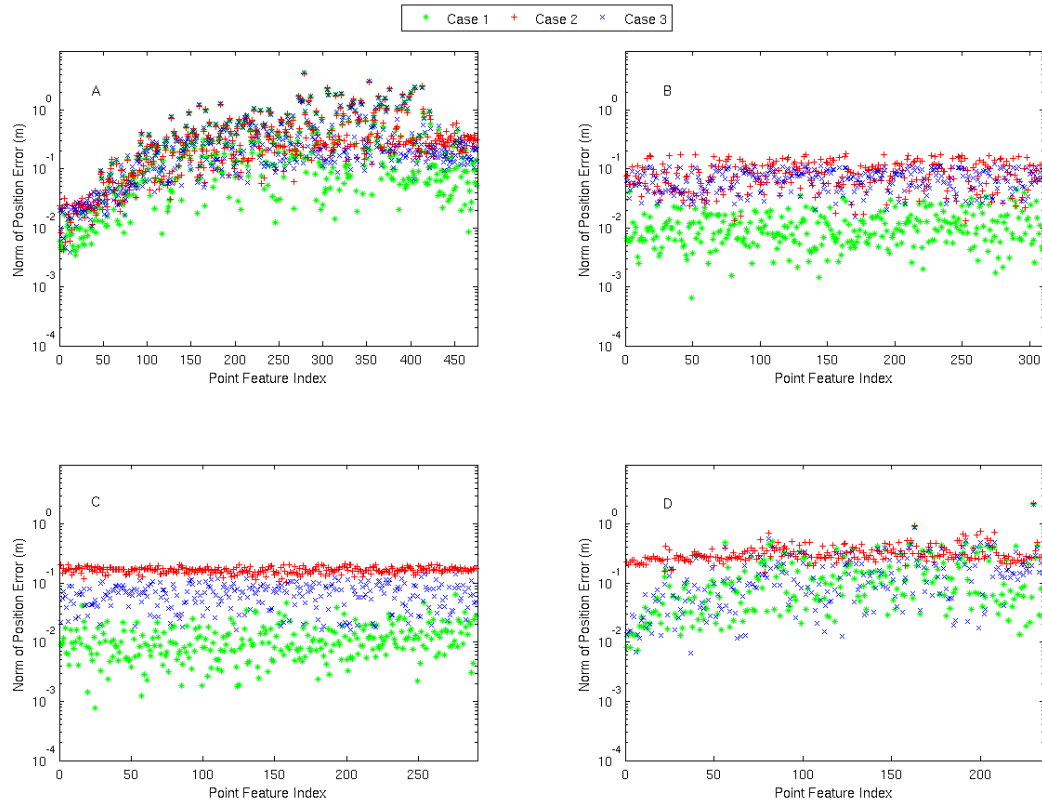 Case 1 Case 2 Case 3
A
10^0
10^-1
10^-2
10^-3
10^-4
Norm of Position Error (m)
0 50 100 150 200 250 300 350 400 450
Point Feature Index
B
10^0
10^-1
10^-2
10^-3
10^-4
Norm of Position Error (m)
0 50 100 150 200 250 300
Point Feature Index
C
10^0
10^-1
10^-2
10^-3
10^-4
Norm of Position Error (m)
0 50 100 150 200 250
Point Feature Index
D
10^0
10^-1
10^-2
10^-3
10^-4
Norm of Position Error (m)
0 50 100 150 200
Point Feature Index